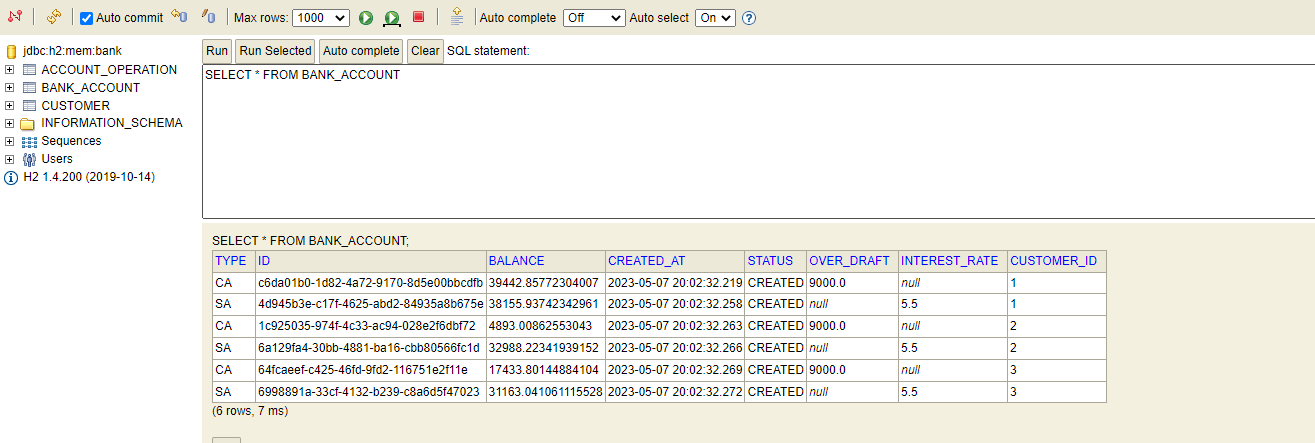 Auto commit Max rows: 1000 Auto complete Off Auto select On
jdbc:h2:mem:bank
ACCOUNT_OPERATION
BANK_ACCOUNT
CUSTOMER
INFORMATION_SCHEMA
Sequences
Users
H2 1.4.200 (2019-10-14)
Run Run Selected Auto complete Clear SQL statement:
SELECT * FROM BANK_ACCOUNT
SELECT * FROM BANK_ACCOUNT;
TYPE ID BALANCE CREATED_AT STATUS OVER_DRAFT INTEREST_RATE CUSTOMER_ID
CA c6da01b0-1d82-4a72-9170-8d5e00bbcdfb 39442.85772304007 2023-05-07 20:02:32.219 CREATED 9000.0 null 1
SA 4d945b3e-c17f-4625-abd2-84935a8b675e 38155.93742342961 2023-05-07 20:02:32.258 CREATED null 5.5 1
CA 1c925035-974f-4c33-ac94-028e2f6dbf72 4893.00862553043 2023-05-07 20:02:32.263 CREATED 9000.0 null 2
SA 6a129fa4-30bb-4881-ba16-cbb80566fc1d 32988.22341939152 2023-05-07 20:02:32.266 CREATED null 5.5 2
CA 64fcaeef-c425-46fd-9fd2-116751e2f11e 17433.80144884104 2023-05-07 20:02:32.269 CREATED 9000.0 null 3
SA 6998891a-33cf-4132-b239-c8a6d5f47023 31163.041061115528 2023-05-07 20:02:32.272 CREATED null 5.5 3
(6 rows, 7 ms)